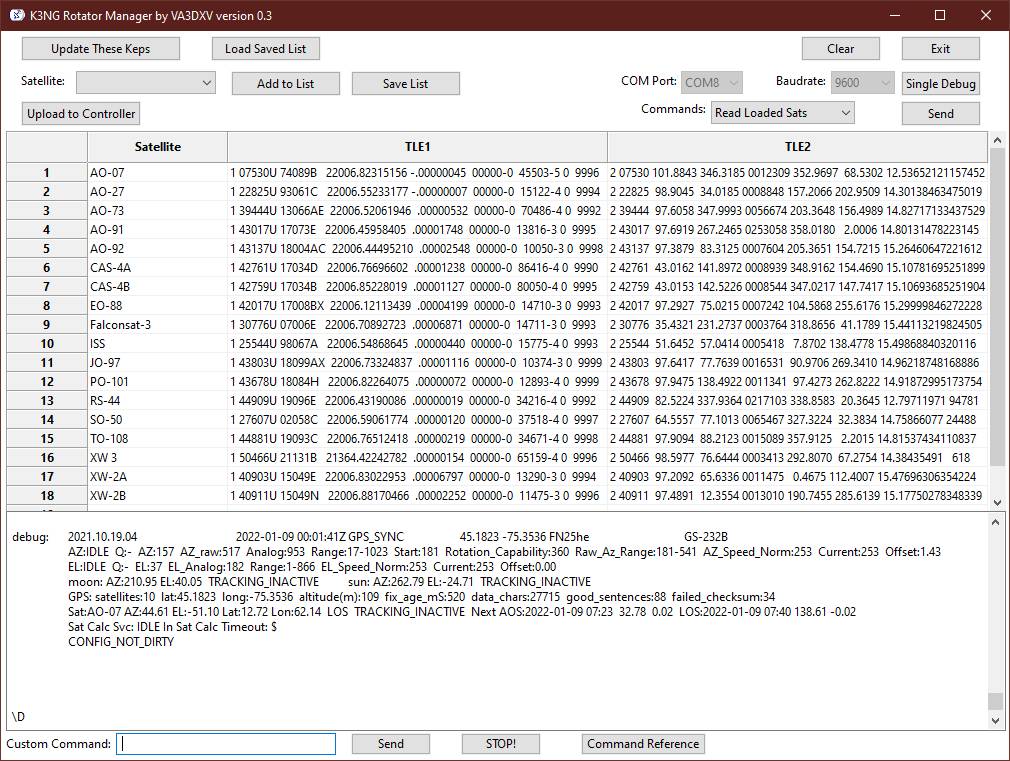 K3NG Rotator Manager by VA3DXV version 0.3
Update These Keps Load Saved List Clear Exit
Satellite: Add to List Save List COM Port: COM8 Baudrate: 9600 Single Debug
Upload to Controller Commands: Read Loaded Sats Send
Satellite TLE1 TLE2
1 AO-07 1 07530U 74089B 22006.82315156 -.00000045 00000-0 45503-5 0 9996 2 07530 101.8843 346.3185 0012309 352.9697 68.5302 12.53652121157452
2 AO-27 1 22825U 93061C 22006.55233177 -.00000007 00000-0 15122-4 0 9994 2 22825 98.9045 34.0185 0008848 157.2066 202.9509 14.30138463475019
3 AO-73 1 39444U 13066AE 22006.52061946 .00000532 00000-0 70486-4 0 9992 2 39444 97.6058 347.9993 0056674 203.3648 156.4989 14.82717133437529
4 AO-91 1 43017U 17073E 22006.45958405 .00001748 00000-0 13816-3 0 9995 2 43017 97.6919 267.2465 0253058 358.0180 2.0006 14.80131478223145
5 AO-92 1 43137U 18004AC 22006.44495210 .00002548 00000-0 10050-3 0 9998 2 43137 97.3879 83.3125 0007604 205.3651 154.7215 15.26460647221612
6 CAS-4A 1 42761U 17034D 22006.76696602 .00001238 00000-0 86416-4 0 9990 2 42761 43.0162 141.8972 0008939 348.9162 154.4690 15.10781695251899
7 CAS-4B 1 42759U 17034B 22006.85228019 .00001127 00000-0 80050-4 0 9995 2 42759 43.0153 142.5226 0008544 347.0217 147.7417 15.10693685251904
8 EO-88 1 42017U 17008BX 22006.12113439 .00004199 00000-0 14710-3 0 9993 2 42017 97.2927 75.0215 0007242 104.5868 255.6176 15.29999846272228
9 Falconsat-3 1 30776U 07006E 22006.70892723 .00006871 00000-0 14711-3 0 9993 2 30776 35.4321 231.2737 0003764 318.8656 41.1789 15.44113219824505
10 ISS 1 25544U 98067A 22006.54868645 .00000440 00000-0 15775-4 0 9993 2 25544 51.6452 57.0414 0005418 7.8702 138.4778 15.49868840320116
11 JO-97 1 43803U 18099AX 22006.73324837 .00001116 00000-0 10374-3 0 9999 2 43803 97.6417 77.7639 0016531 90.9706 269.3410 14.96218748168886
12 PO-101 1 43678U 18084H 22006.82264075 .00000072 00000-0 12893-4 0 9999 2 43678 97.9475 138.4922 0011341 97.4273 262.8222 14.91872995173754
13 RS-44 1 44909U 19096E 22006.43190086 .00000019 00000-0 34216-4 0 9992 2 44909 82.5224 337.9364 0217103 338.8583 20.3645 12.79711971 94781
14 SO-50 1 27607U 02058C 22006.59061774 .00000120 00000-0 37518-4 0 9997 2 27607 64.5557 77.1013 0065467 327.3224 32.3834 14.75866077 24488
15 TO-108 1 44881U 19093C 22006.76512418 .00000219 00000-0 34671-4 0 9998 2 44881 97.9094 88.2123 0015089 357.9125 2.2015 14.81537434110837
16 XW 3 1 50466U 21131B 21364.42242782 .00000154 00000-0 65159-4 0 9996 2 50466 98.5977 76.6444 0003413 292.8070 67.2754 14.38435491 618
17 XW-2A 1 40903U 15049E 22006.83022953 .00006797 00000-0 13290-3 0 9994 2 40903 97.2092 65.6336 0011475 0.4675 112.4007 15.47696306354224
18 XW-2B 1 40911U 15049N 22006.88170466 .00002252 00000-0 11475-3 0 9996 2 40911 97.4891 12.3554 0013010 190.7455 285.6139 15.17750278348339
debug: 2021.10.19.04 2022-01-09 00:01:41Z GPS_SYNC 45.1823 -75.3536 FN25he GS-232B
AZ:IDLE Q:- AZ:157 AZ_raw:517 Analog:953 Range:17-1023 Start:181 Rotation_Capability:360 Raw_Az_Range:181-541 AZ_Speed_Norm:253 Current:253 Offset:1.43
EL:IDLE Q:- EL:37 EL_Analog:182 Range:1-866 EL_Speed_Norm:253 Current:253 Offset:0.00
moon: AZ:210.95 EL:40.05 TRACKING_INACTIVE sun: AZ:262.79 EL:-24.71 TRACKING_INACTIVE
GPS: satellites:10 lat:45.1823 long:-75.3536 altitude(m):109 fix_age_mS:520 data_chars:27715 good_sentences:88 failed_checksum:34
Sat:AO-07 AZ:44.61 EL:-51.10 Lat:12.72 Lon:62.14 LOS TRACKING_INACTIVE Next AOS:2022-01-09 07:23 32.78 0.02 LOS:2022-01-09 07:40 138.61 -0.02
Sat Calc Svc: IDLE In Sat Calc Timeout: $
CONFIG_NOT_DIRTY
\D
Custom Command: Send STOP! Command Reference